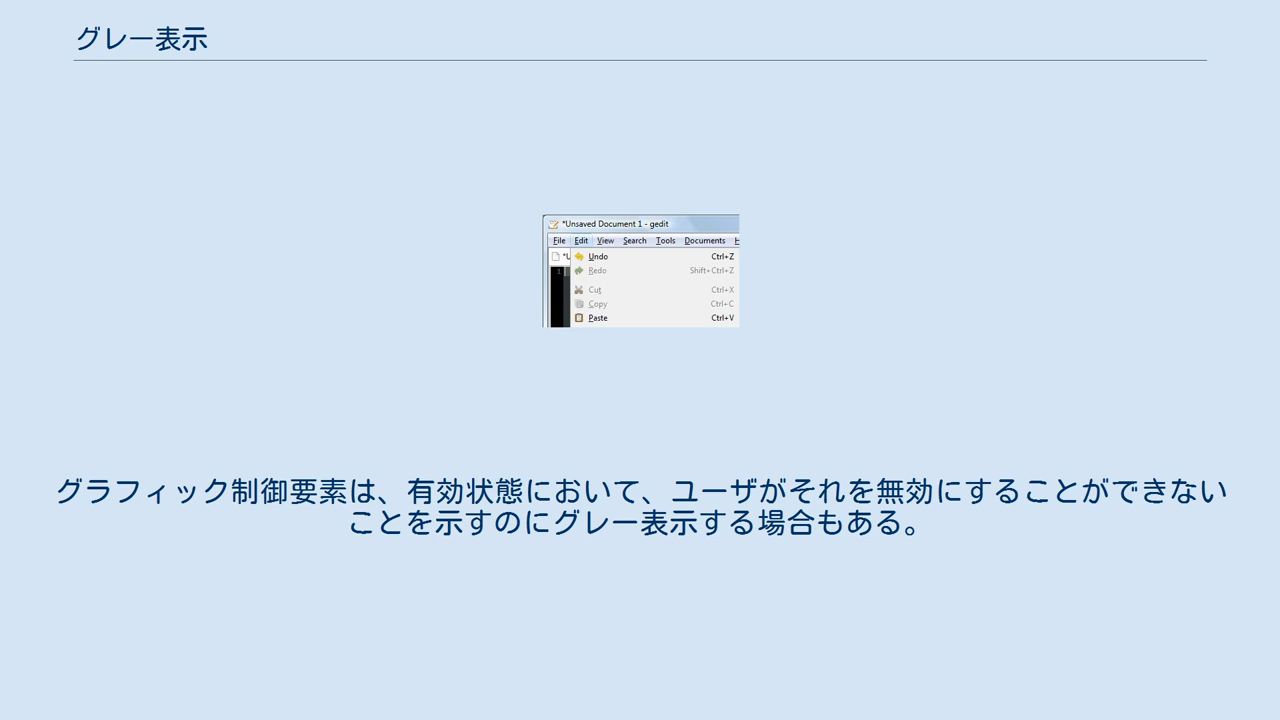 グレー表示
*Unsaved Document 1 - gedit
File Edit View Search Tools Documents H
*U
1
Undo Ctrl+Z
Redo Shift+Ctrl+Z
Cut Ctrl+X
Copy Ctrl+C
Paste Ctrl+V
グラフィック制御要素は、有効状態において、ユーザがそれを無効にすることができない
ことを示すのにグレー表示する場合もある。